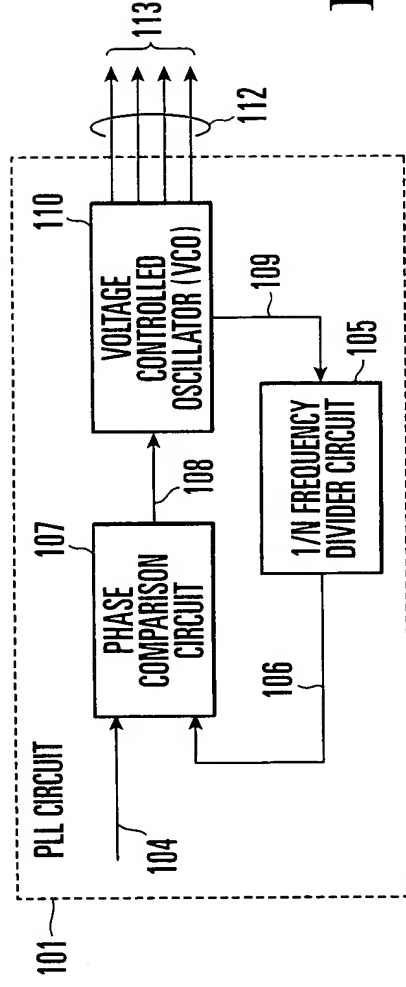 101
PLL CIRCUIT
104
107
PHASE
COMPARISON
CIRCUIT
108
110
VOLTAGE
CONTROLLED
OSCILLATOR (VCO)
113
112
109
106
1/N FREQUENCY
DIVIDER CIRCUIT
105